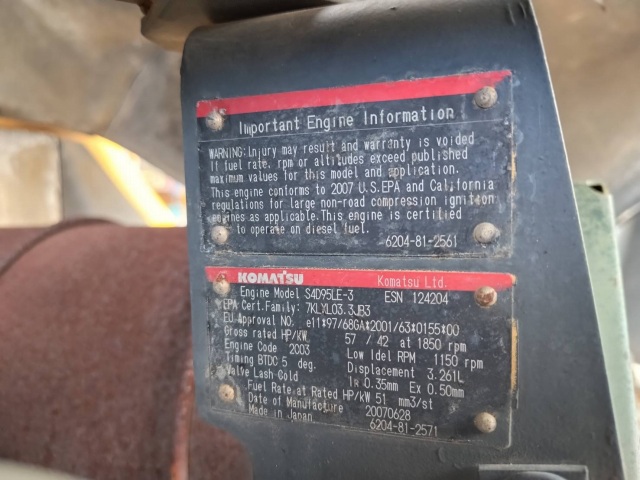 Important Engine Information
WARNING: Injury may result and warranty is voided
If fuel rate, rpm or altitudes exceed published
maximum values for this model and application.
This engine conforms to 2007 U.S.EPA and California
regulations for large non-road compression ignition
engines as applicable. This engine is certified
to operate on diesel fuel.
6204-81-2561
KOMATSU Komatsu Ltd.
Engine Model S4D95LE-3 ESN 124204
EPA Cert.Family: 7KLXL03.3JB3
EU Approval NO: e11*97/68GA*2001/63*0155*00
Gross rated HP/KW 57 / 42 at 1850 rpm
Engine Code 2003 Low Idel RPM 1150 rpm
Timing BTDC 5 deg. Displacement 3.261L
Valve Lash Cold In 0.35mm Ex 0.50mm
Fuel Rate at Rated HP/kW 51 mm3/st
Date of Manufacture 20070628
Made in Japan 6204-81-2571